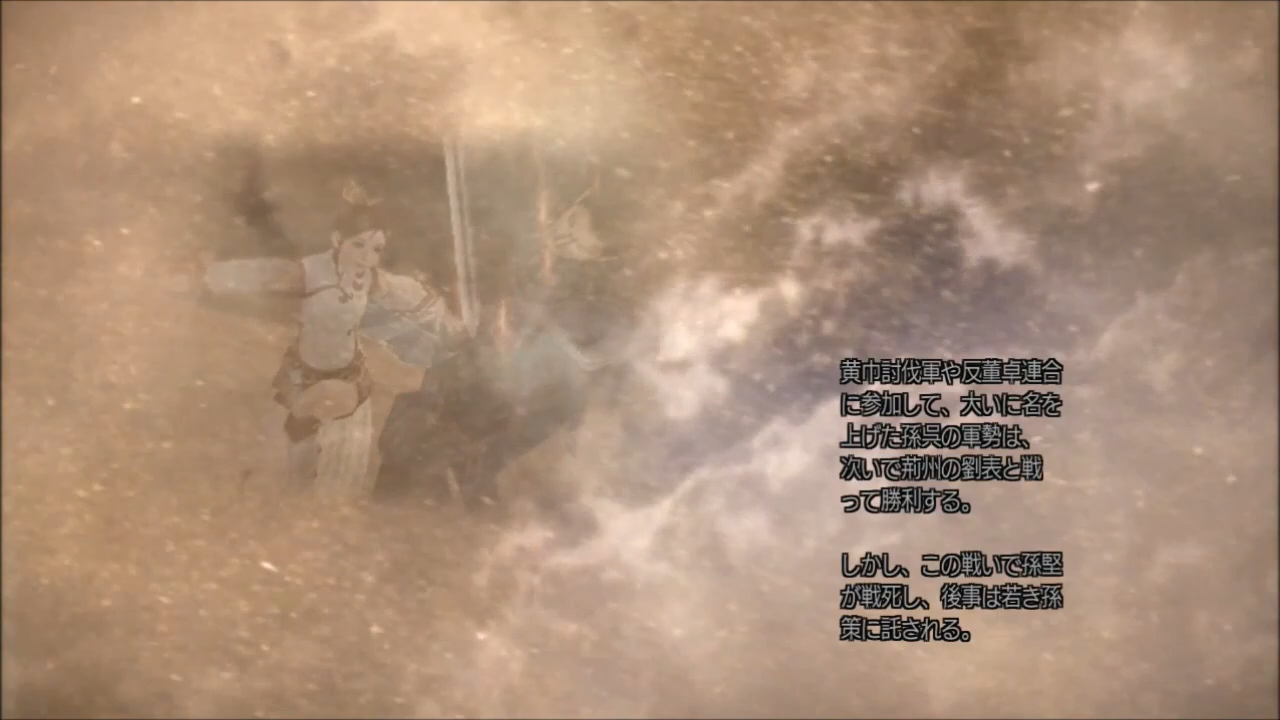 黄巾討伐軍や反董卓連合
に参加して、大いに名を
上げた孫呉の軍勢は、
次いで荊州の劉表と戦
って勝利する。
しかし、この戦いで孫堅
が戦死し、後事は若き孫
策に託される。